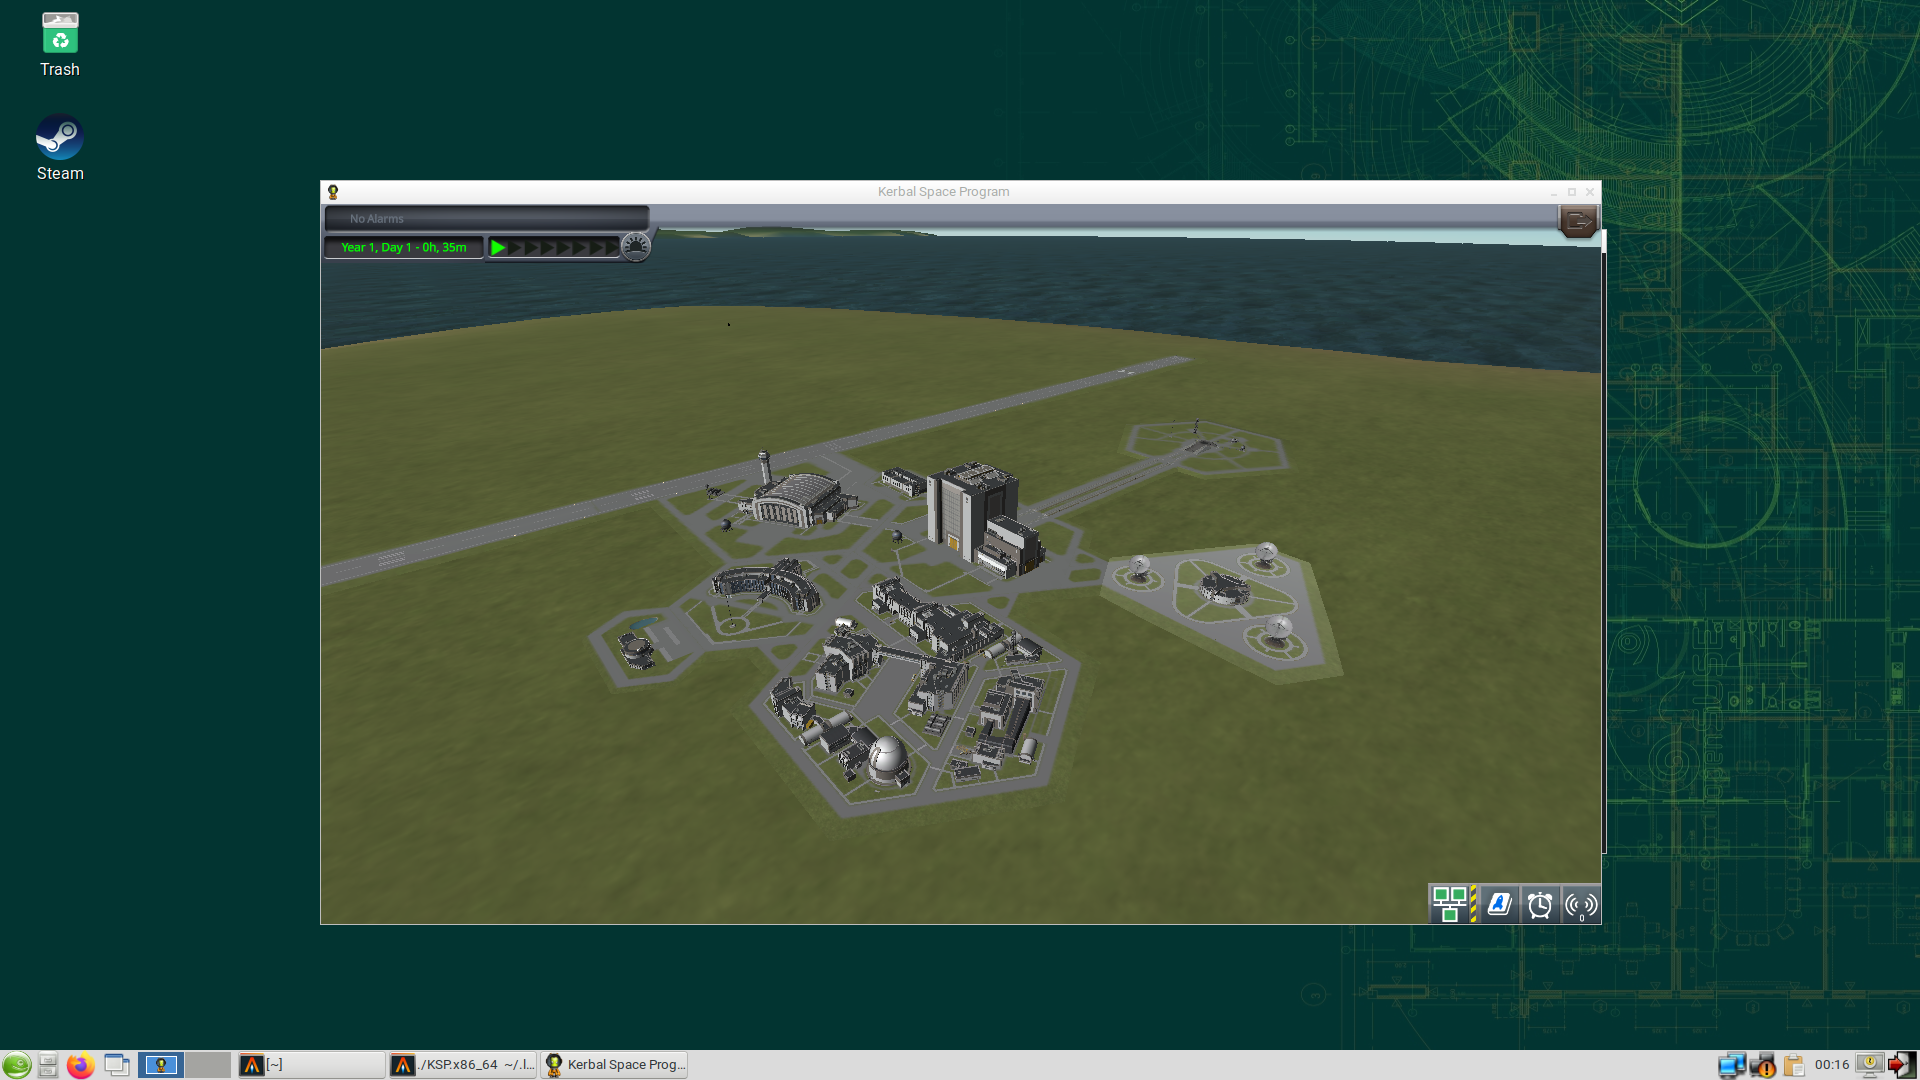 Trash
Steam
Kerbal Space Program
No Alarms
Year 1, Day 1 - 0h, 35m
0
[~]
./KSP.x86_64 ~/.l...
Kerbal Space Prog...
00:16